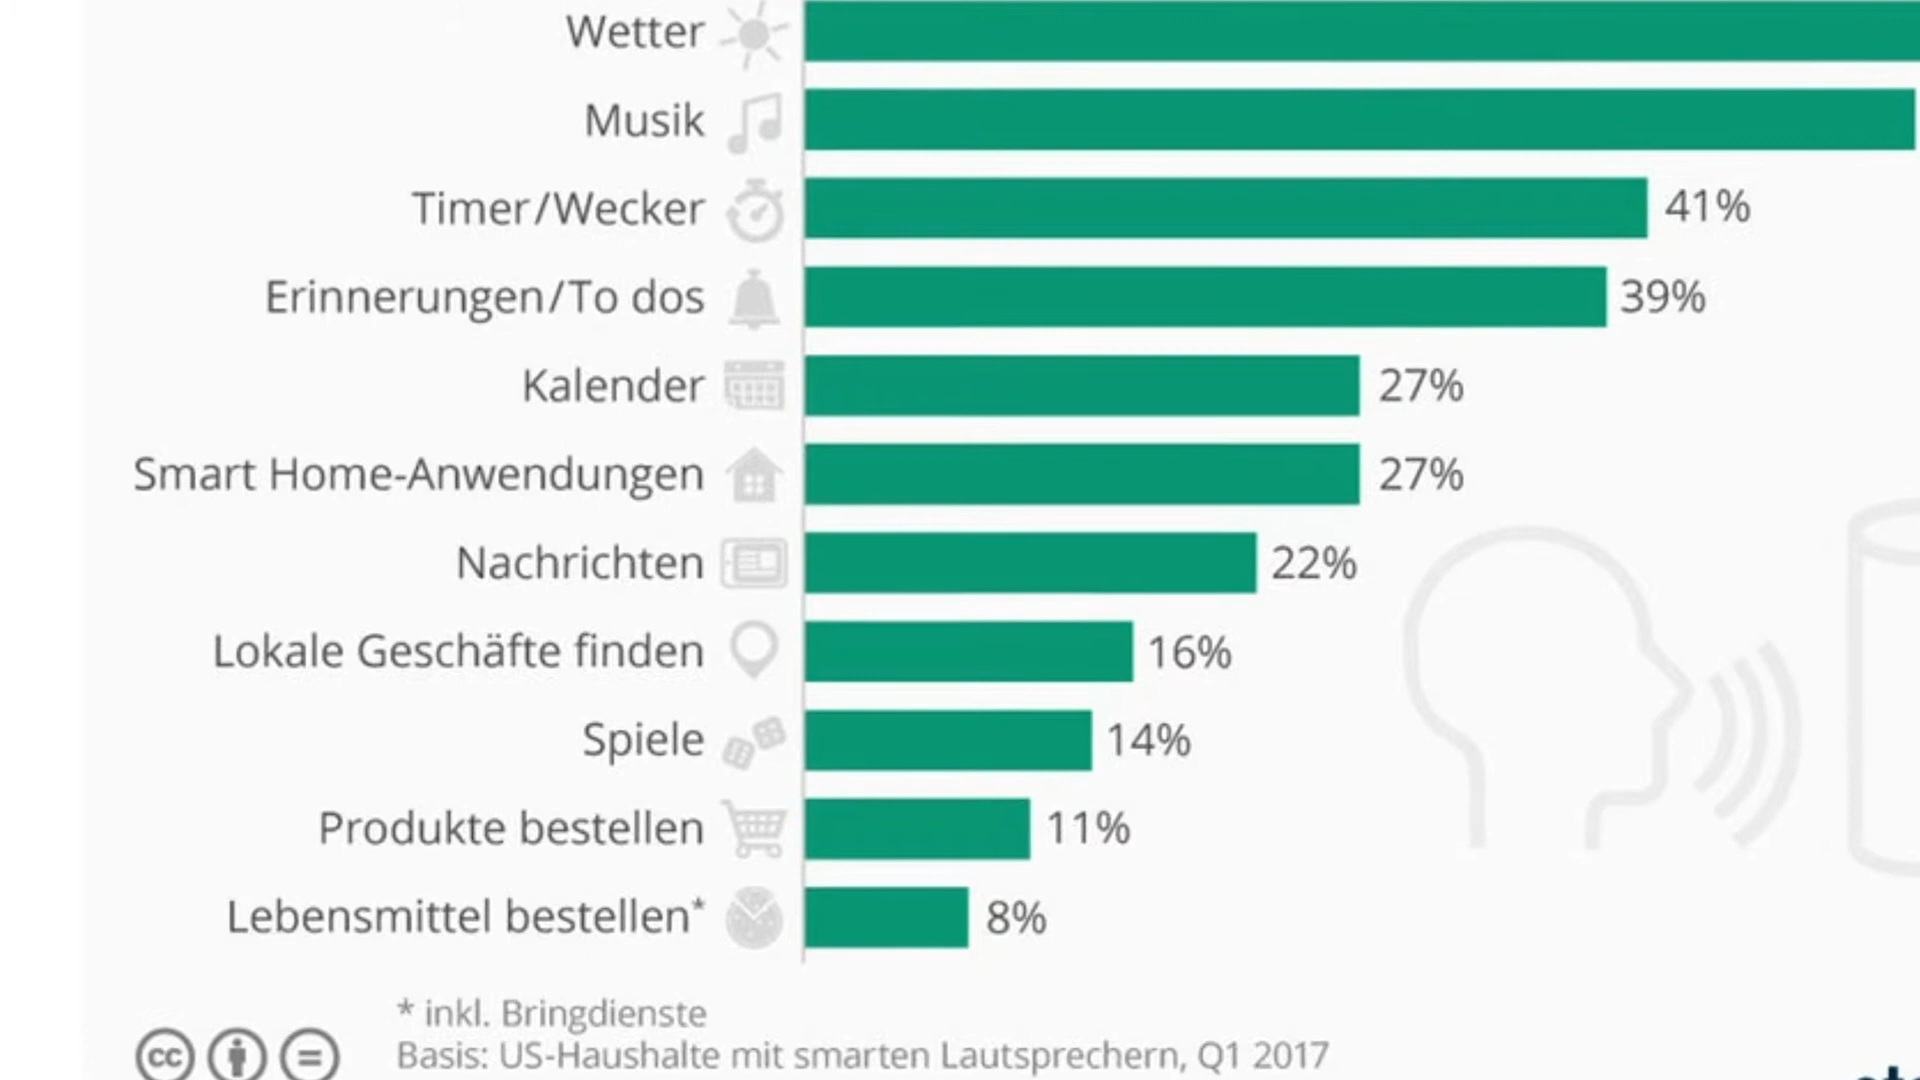 Wetter
Musik
Timer/Wecker 41%
Erinnerungen/To dos 39%
Kalender 27%
Smart Home-Anwendungen 27%
Nachrichten 22%
Lokale Geschäfte finden 16%
Spiele 14%
Produkte bestellen 11%
Lebensmittel bestellen* 8%
* inkl. Bringdienste
cc
Basis: US-Haushalte mit smarten Lautsprechern, Q1 2017